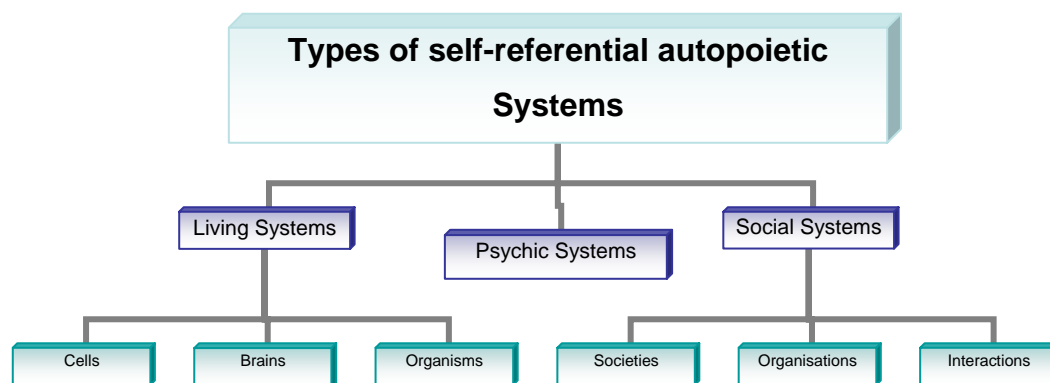 Types of self-referential autopoietic
Systems
Living Systems
Psychic Systems
Social Systems
Cells
Brains
Organisms
Societies
Organisations
Interactions